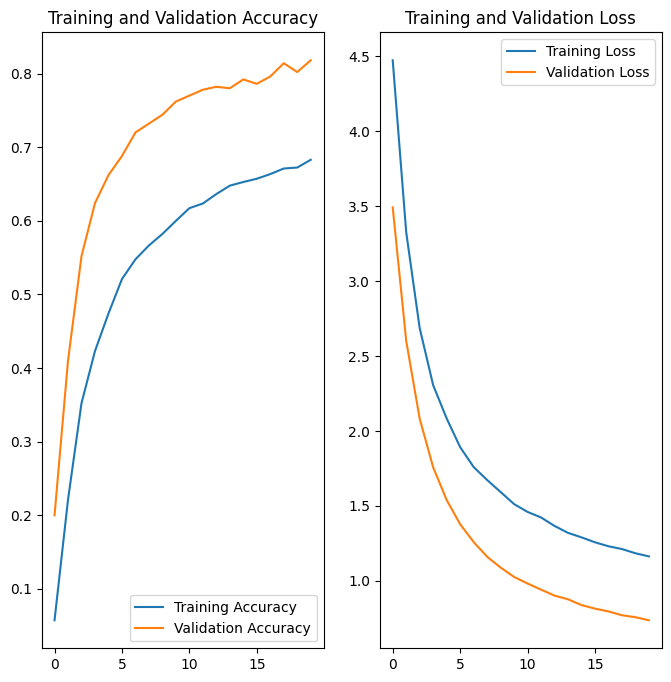 Training and Validation Accuracy
0.8
0.7
0.6
0.5
0.4
0.3
0.2
0.1
0 5 10 15
Training Accuracy
Validation Accuracy
Training and Validation Loss
4.5
4.0
3.5
3.0
2.5
2.0
1.5
1.0
0 5 10 15
Training Loss
Validation Loss